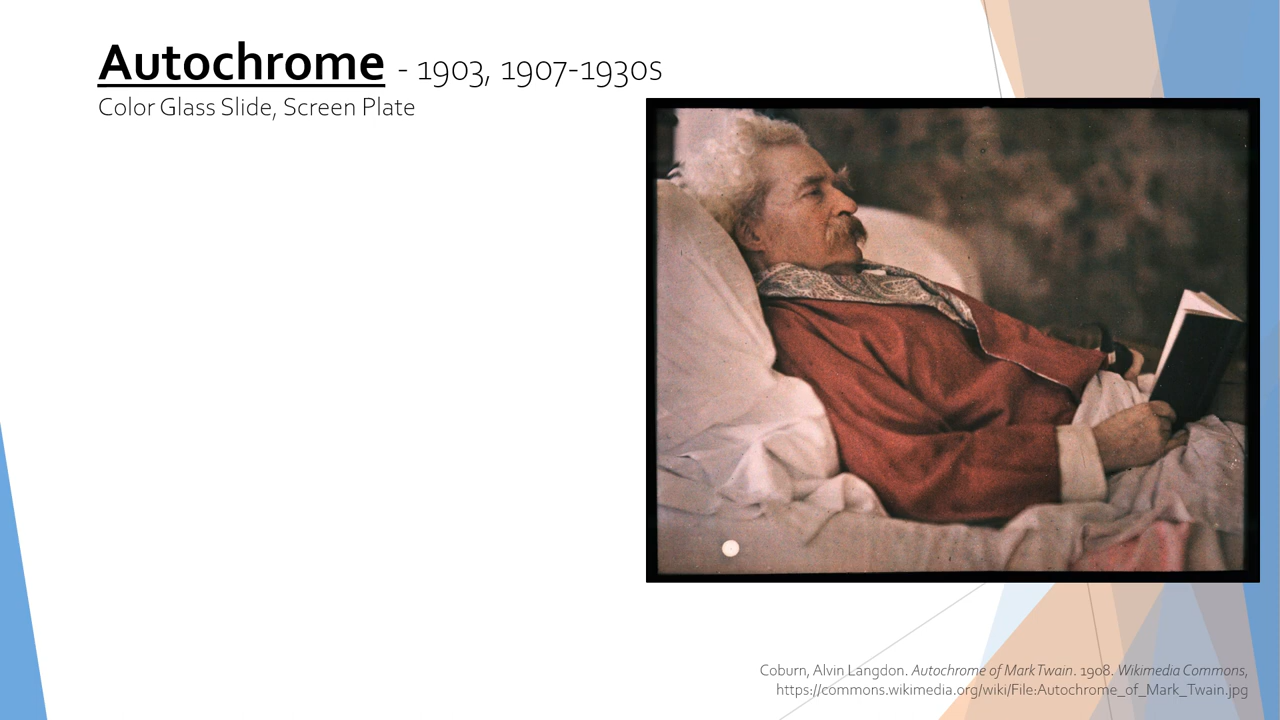 Autochrome - 1903, 1907-1930s
Color Glass Slide, Screen Plate
Coburn, Alvin Langdon. Autochrome of Mark Twain. 1908. Wikimedia Commons,
https://commons.wikimedia.org/wiki/File:Autochrome_of_Mark_Twain.jpg